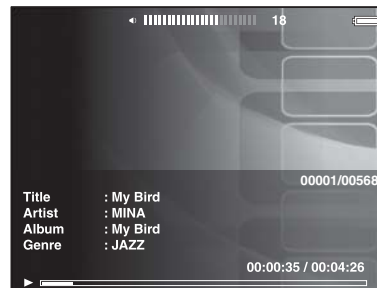 18
00001/00568
Title : My Bird
Artist : MINA
Album : My Bird
Genre : JAZZ
00:00:35 / 00:04:26